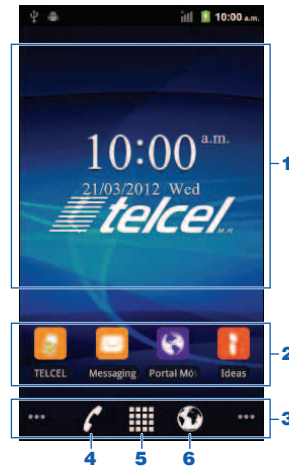 10:00 a.m.
10:00 a.m.
21/03/2012 Wed
telcel
1
TELCEL Messaging Portal Móv Ideas
2
3
4 5 6